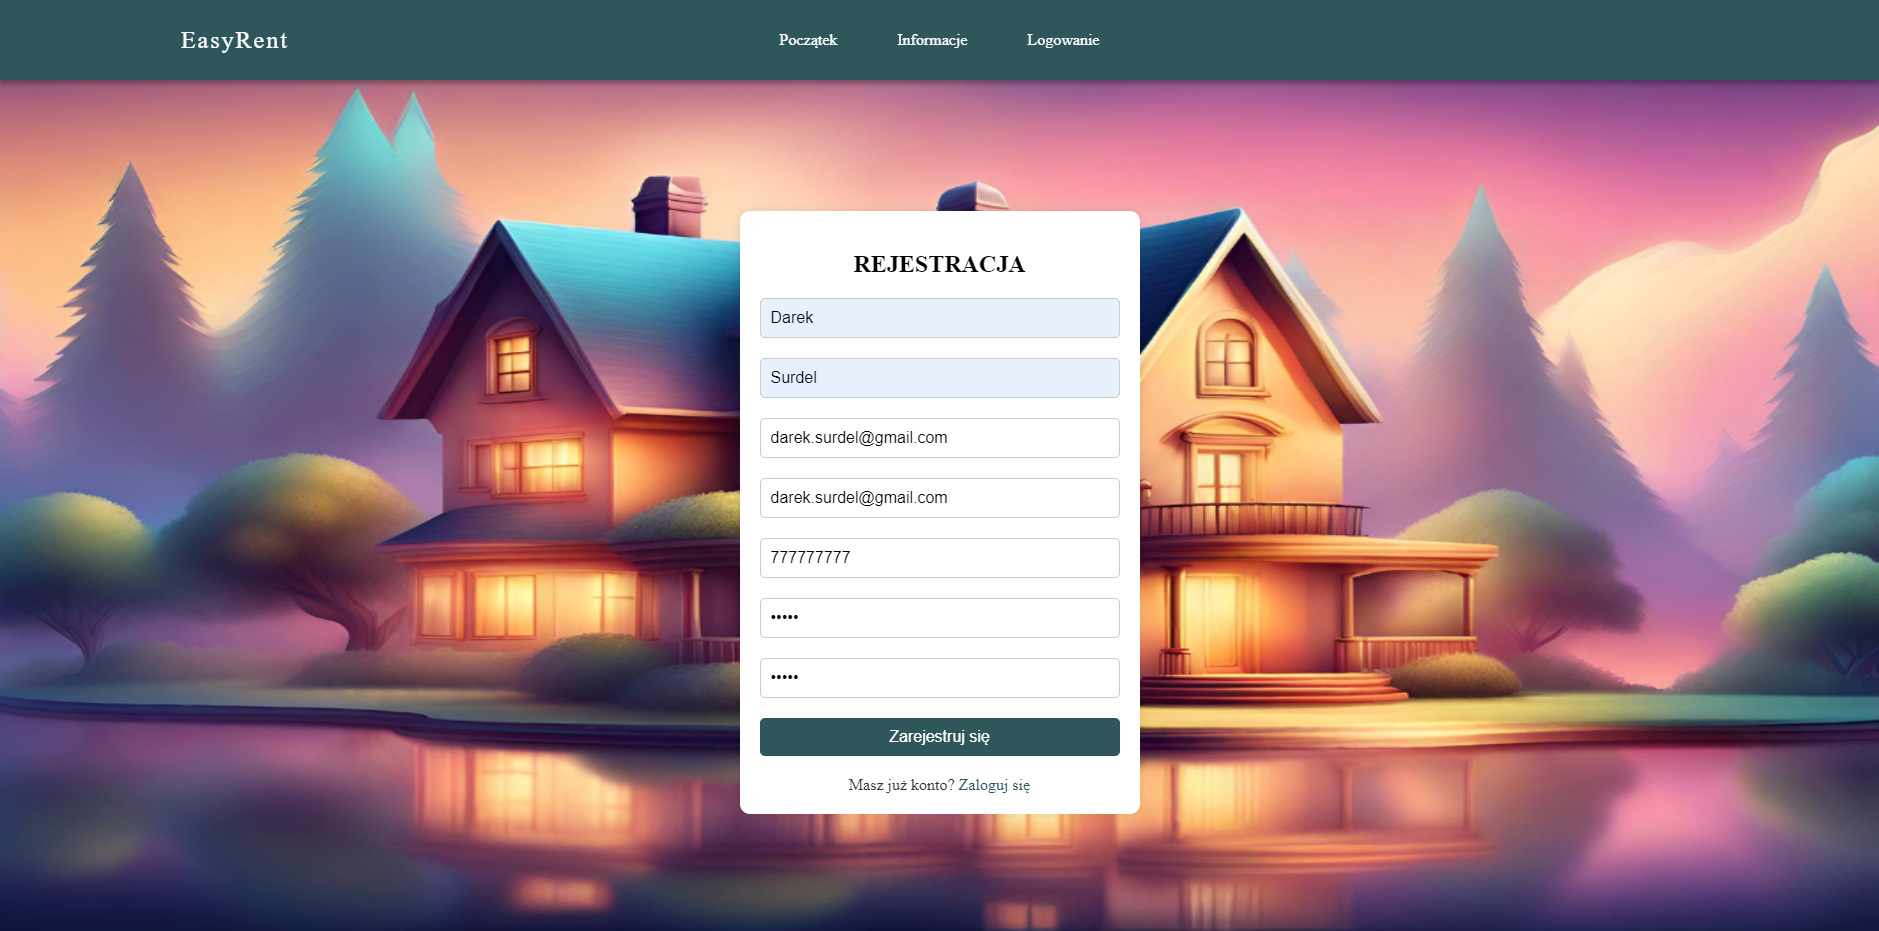 EasyRent
Początek
Informacje
Logowanie
REJESTRACJA
Darek
Surdel
darek.surdel@gmail.com
darek.surdel@gmail.com
777777777
•••••
•••••
Zarejestruj się
Masz już konto? Zaloguj się